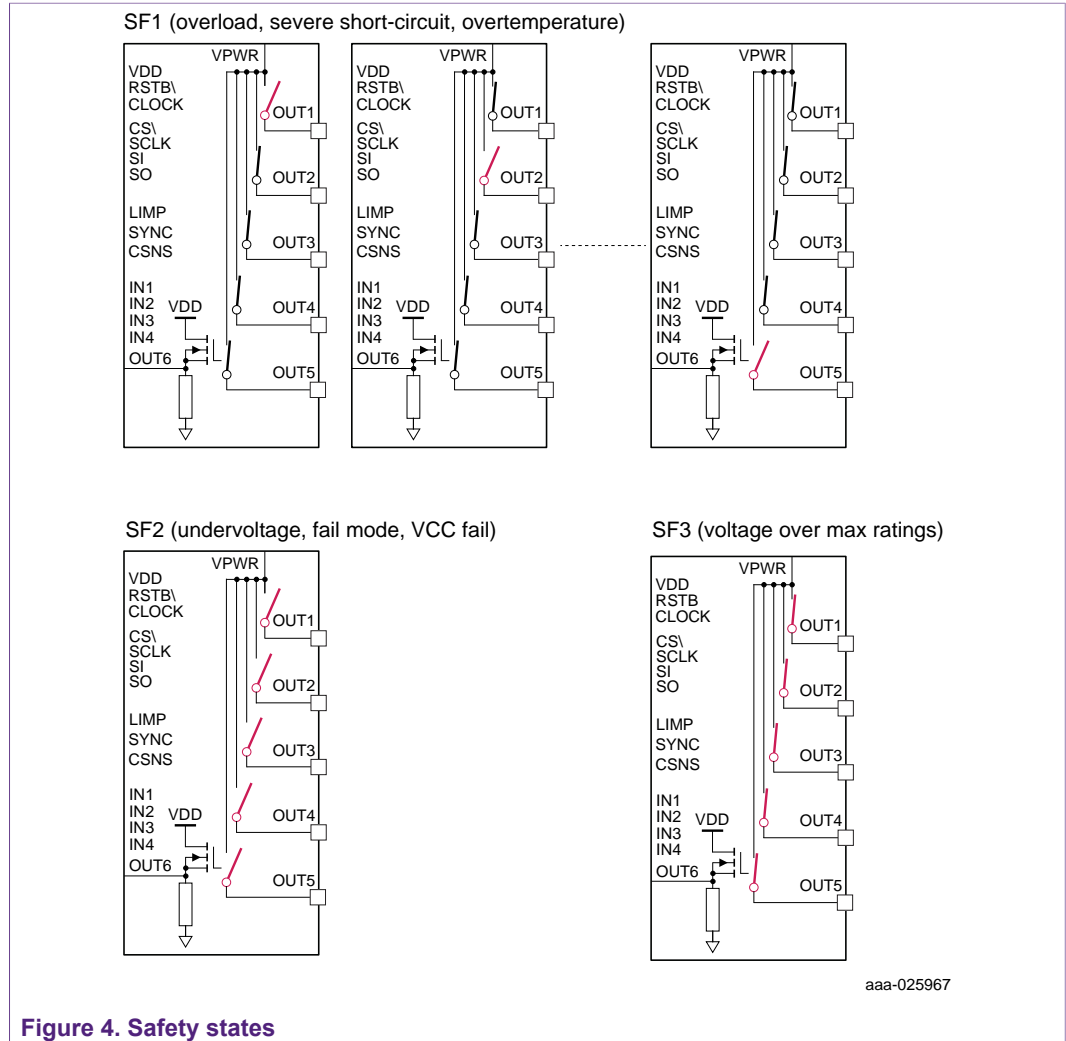 SF1 (overload, severe short-circuit, overtemperature)
VPWR
VDD
RSTB\
CLOCK
OUT1
CS\
SCLK
SI
SO
OUT2
LIMP
SYNC
CSNS
OUT3
IN1
IN2
IN3
IN4
VDD
OUT4
OUT6
OUT5
VPWR
VDD
RSTB\
CLOCK
OUT1
CS\
SCLK
SI
SO
OUT2
LIMP
SYNC
CSNS
OUT3
IN1
IN2
IN3
IN4
VDD
OUT4
OUT6
OUT5
VPWR
VDD
RSTB\
CLOCK
OUT1
CS\
SCLK
SI
SO
OUT2
LIMP
SYNC
CSNS
OUT3
IN1
IN2
IN3
IN4
VDD
OUT4
OUT6
OUT5
SF2 (undervoltage, fail mode, VCC fail)
VPWR
VDD
RSTB\
CLOCK
OUT1
CS\
SCLK
SI
SO
OUT2
LIMP
SYNC
CSNS
OUT3
IN1
IN2
IN3
IN4
VDD
OUT4
OUT6
OUT5
SF3 (voltage over max ratings)
VPWR
VDD
RSTB
CLOCK
OUT1
CS\
SCLK
SI
SO
OUT2
LIMP
SYNC
CSNS
OUT3
IN1
IN2
IN3
IN4
VDD
OUT4
OUT6
OUT5
aaa-025967
Figure 4. Safety states